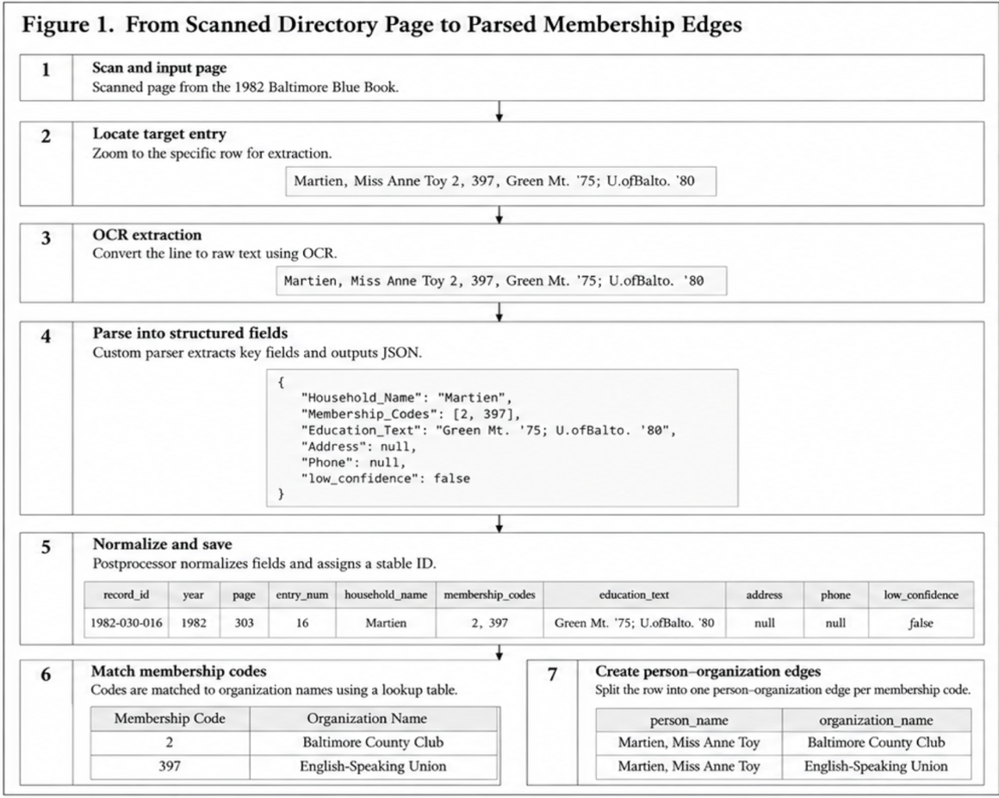 Figure 1. From Scanned Directory Page to Parsed Membership Edges
1
Scan and input page
Scanned page from the 1982 Baltimore Blue Book.
2
Locate target entry
Zoom to the specific row for extraction.
Martien, Miss Anne Toy 2, 397, Green Mt. '75; U.ofBalto. '80
3
OCR extraction
Convert the line to raw text using OCR.
Martien, Miss Anne Toy 2, 397, Green Mt. '75; U.ofBalto. '80
4
Parse into structured fields
Custom parser extracts key fields and outputs JSON.
{
"Household_Name": "Martien",
"Membership_Codes": [2, 397],
"Education_Text": "Green Mt. '75; U.ofBalto. '80",
"Address": null,
"Phone": null,
"low_confidence": false
}
5
Normalize and save
Postprocessor normalizes fields and assigns a stable ID.
record_id year page entry_num household_name membership_codes education_text address phone low_confidence
1982-030-016 1982 303 16 Martien 2, 397 Green Mt. '75; U.ofBalto. '80 null null false
6
Match membership codes
Codes are matched to organization names using a lookup table.
Membership Code Organization Name
2 Baltimore County Club
397 English-Speaking Union
7
Create person–organization edges
Split the row into one person–organization edge per membership code.
person_name organization_name
Martien, Miss Anne Toy Baltimore County Club
Martien, Miss Anne Toy English-Speaking Union